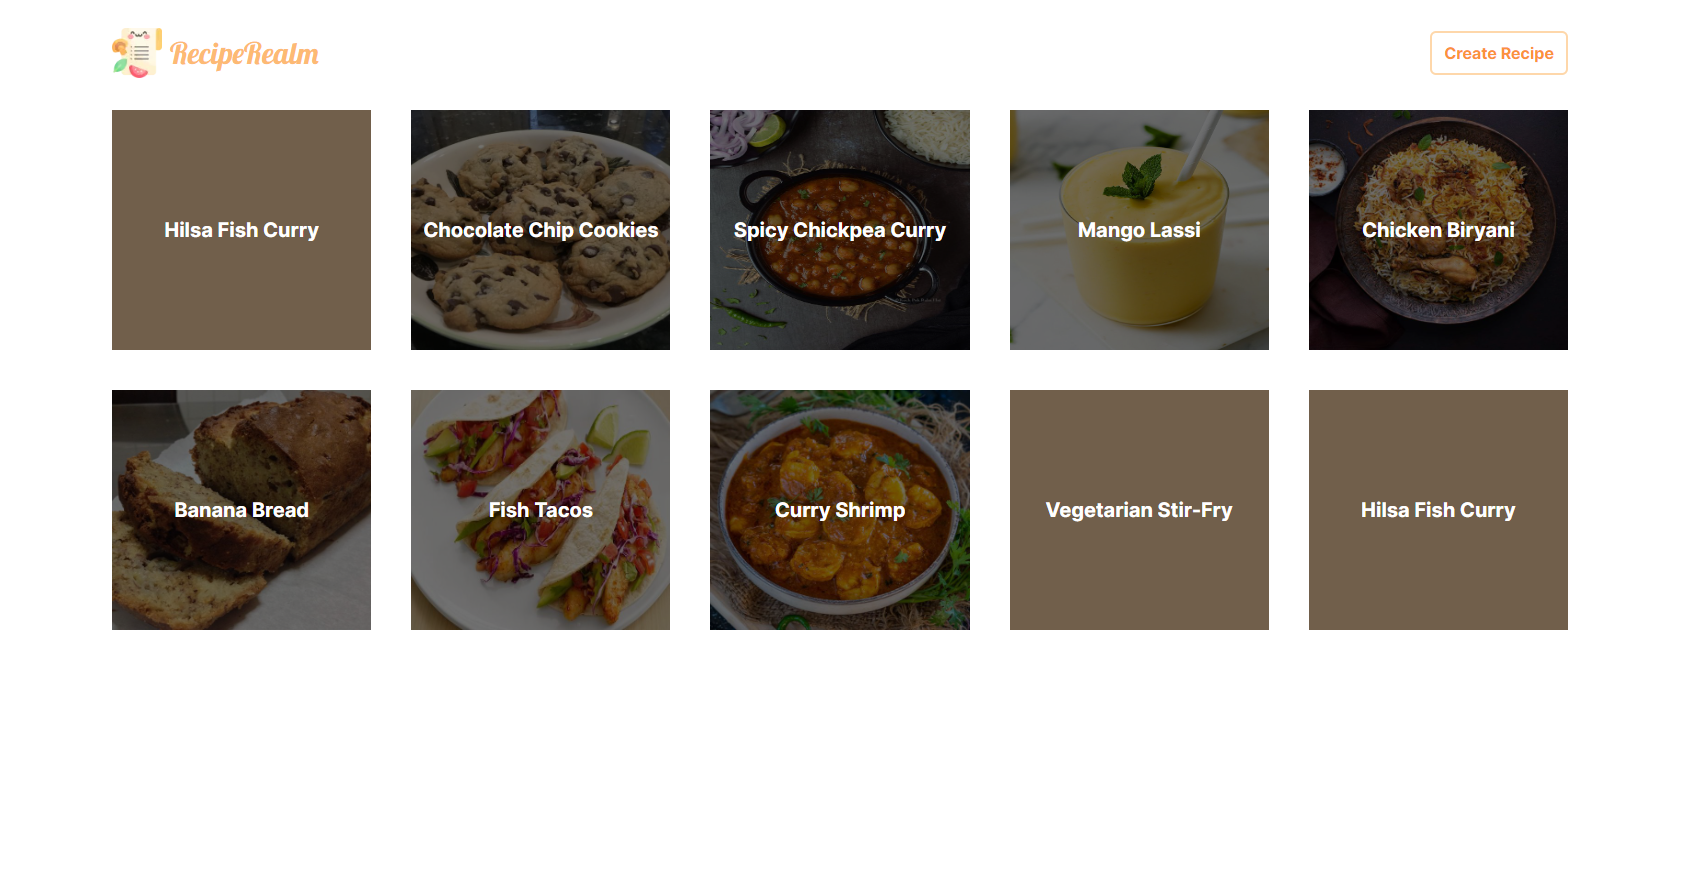 RecipeRealm
Create Recipe
Hilsa Fish Curry
Chocolate Chip Cookies
Spicy Chickpea Curry
Mango Lassi
Chicken Biryani
Banana Bread
Fish Tacos
Curry Shrimp
Vegetarian Stir-Fry
Hilsa Fish Curry